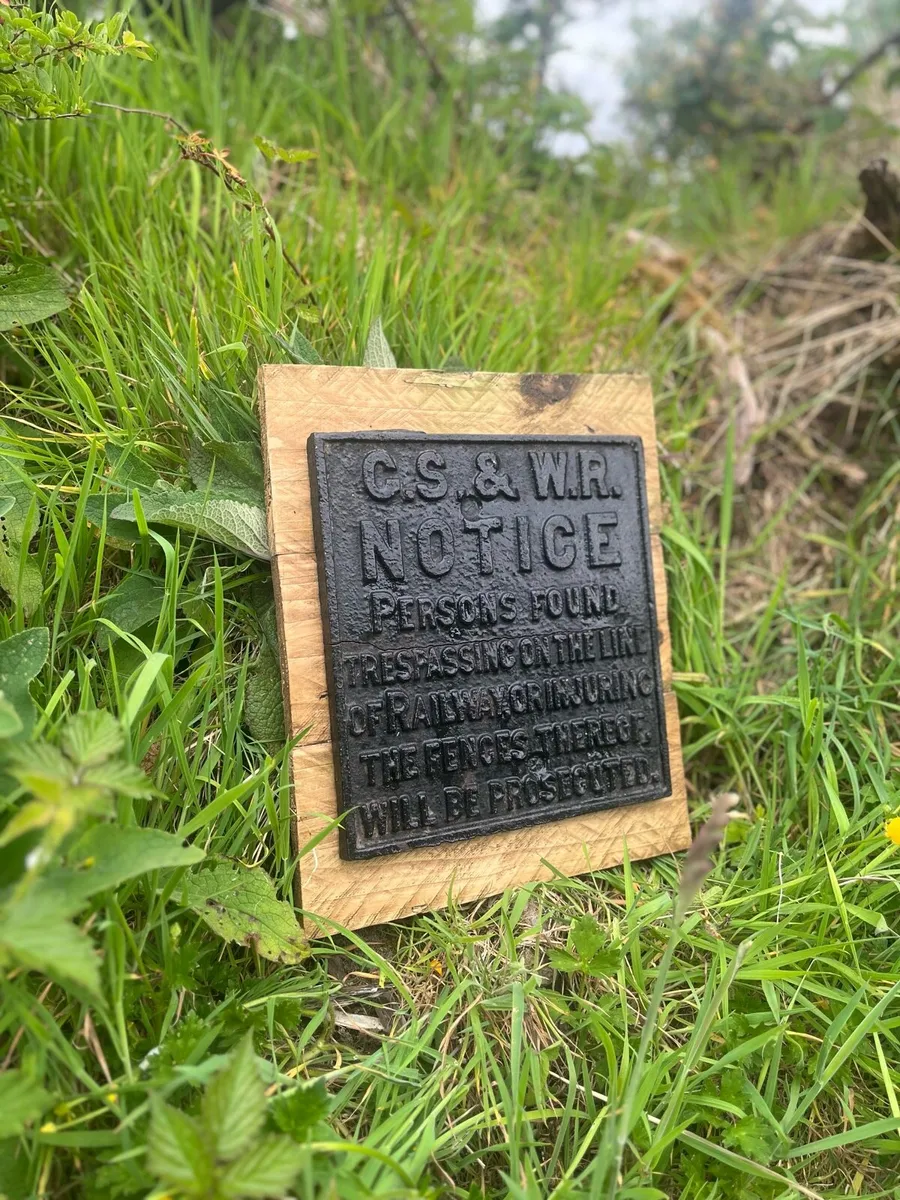 C.S. & W.R.
NOTICE
PERSONS FOUND
TRESPASSING ON THE LINE
OF RAILWAY, OR INJURING
THE FENCES THEREOF,
WILL BE PROSECUTED.